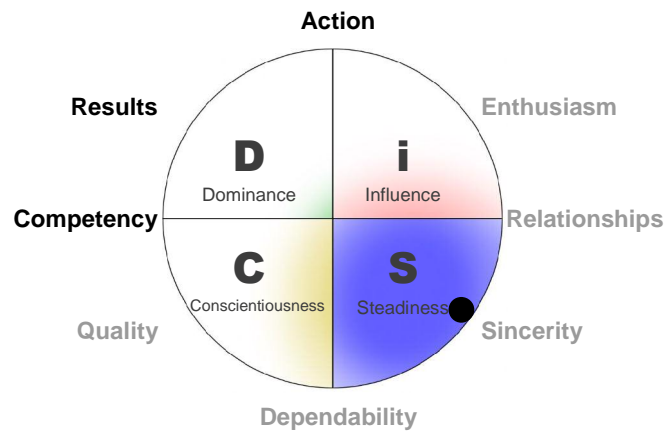 Action
Results
Enthusiasm
D
i
Dominance
Influence
Competency
Relationships
C
S
Conscientiousness
Steadiness
Quality
Sincerity
Dependability